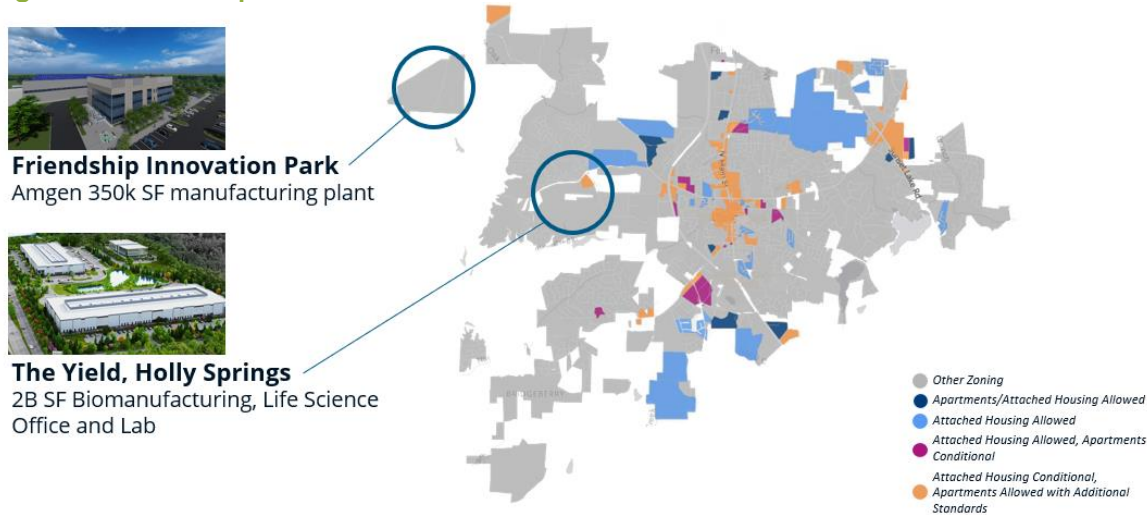 Friendship Innovation Park
Amgen 350k SF manufacturing plant
The Yield, Holly Springs
2B SF Biomanufacturing, Life Science
Office and Lab
Other Zoning
Apartments/Attached Housing Allowed
Attached Housing Allowed
Attached Housing Allowed, Apartments
Conditional
Attached Housing Conditional,
Apartments Allowed with Additional
Standards